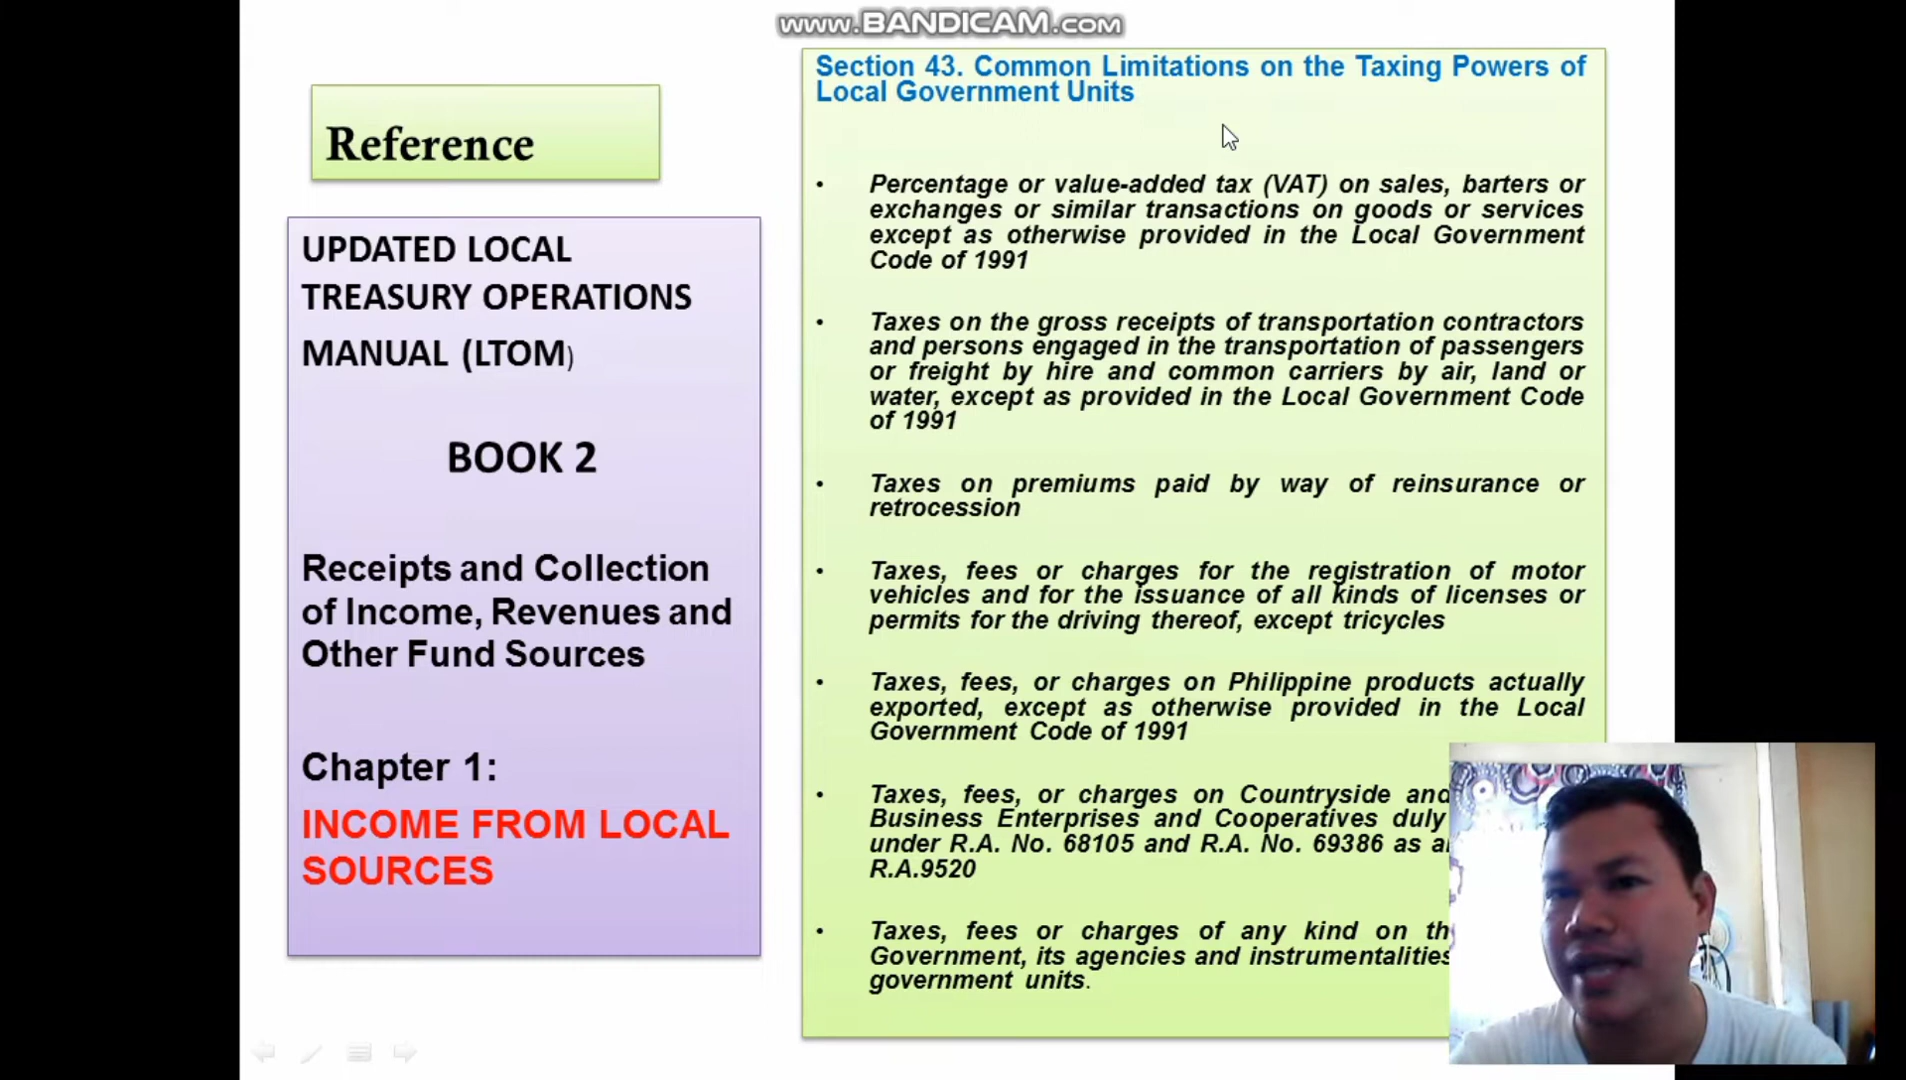 www.BANDICAM.com
Reference
UPDATED LOCAL
TREASURY OPERATIONS
MANUAL (LTOM)
BOOK 2
Receipts and Collection
of Income, Revenues and
Other Fund Sources
Chapter 1:
INCOME FROM LOCAL
SOURCES
Section 43. Common Limitations on the Taxing Powers of
Local Government Units
• Percentage or value-added tax (VAT) on sales, barters or
exchanges or similar transactions on goods or services
except as otherwise provided in the Local Government
Code of 1991
• Taxes on the gross receipts of transportation contractors
and persons engaged in the transportation of passengers
or freight by hire and common carriers by air, land or
water, except as provided in the Local Government Code
of 1991
• Taxes on premiums paid by way of reinsurance or
retrocession
• Taxes, fees or charges for the registration of motor
vehicles and for the issuance of all kinds of licenses or
permits for the driving thereof, except tricycles
• Taxes, fees, or charges on Philippine products actually
exported, except as otherwise provided in the Local
Government Code of 1991
• Taxes, fees, or charges on Countryside and
Business Enterprises and Cooperatives duly
under R.A. No. 68105 and R.A. No. 69386 as
R.A.9520
• Taxes, fees or charges of any kind on
Government, its agencies and instrumentalities
government units.